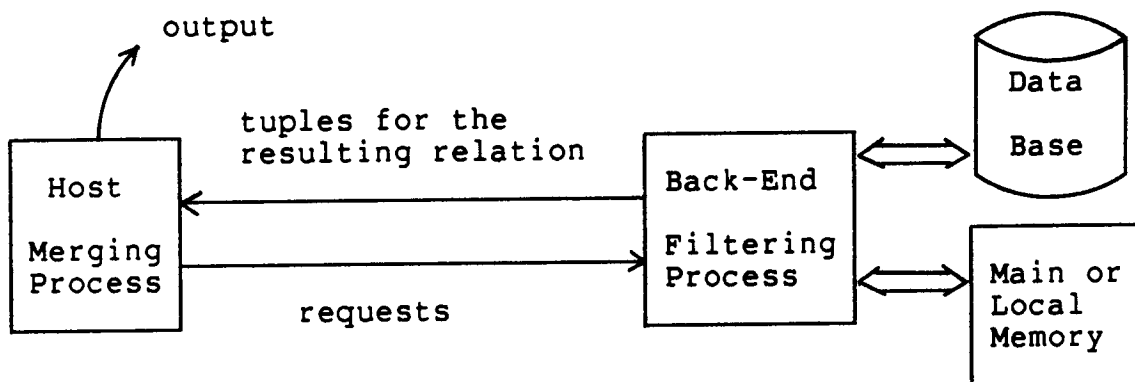 output
tuples for the
resulting relation
Host
Merging
Process
requests
Back-End
Filtering
Process
Data
Base
Main or
Local
Memory